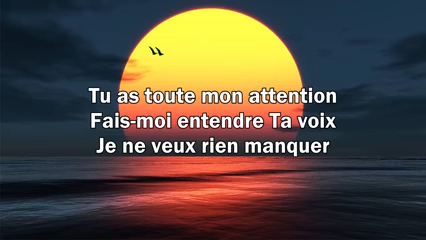 Tu as toute mon attention
Fais-moi entendre Ta voix
Je ne veux rien manquer